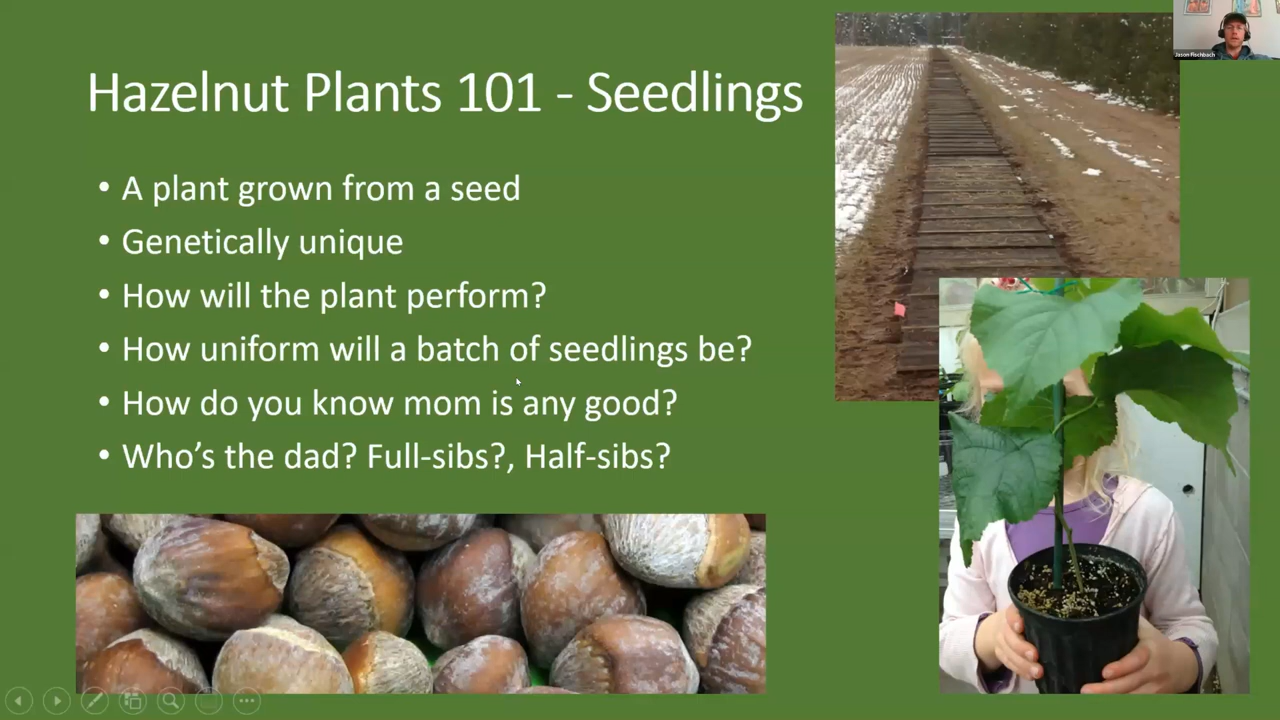 Hazelnut Plants 101 - Seedlings
• A plant grown from a seed
• Genetically unique
• How will the plant perform?
• How uniform will a batch of seedlings be?
• How do you know mom is any good?
• Who's the dad? Full-sibs?, Half-sibs?
Jason Fischbach